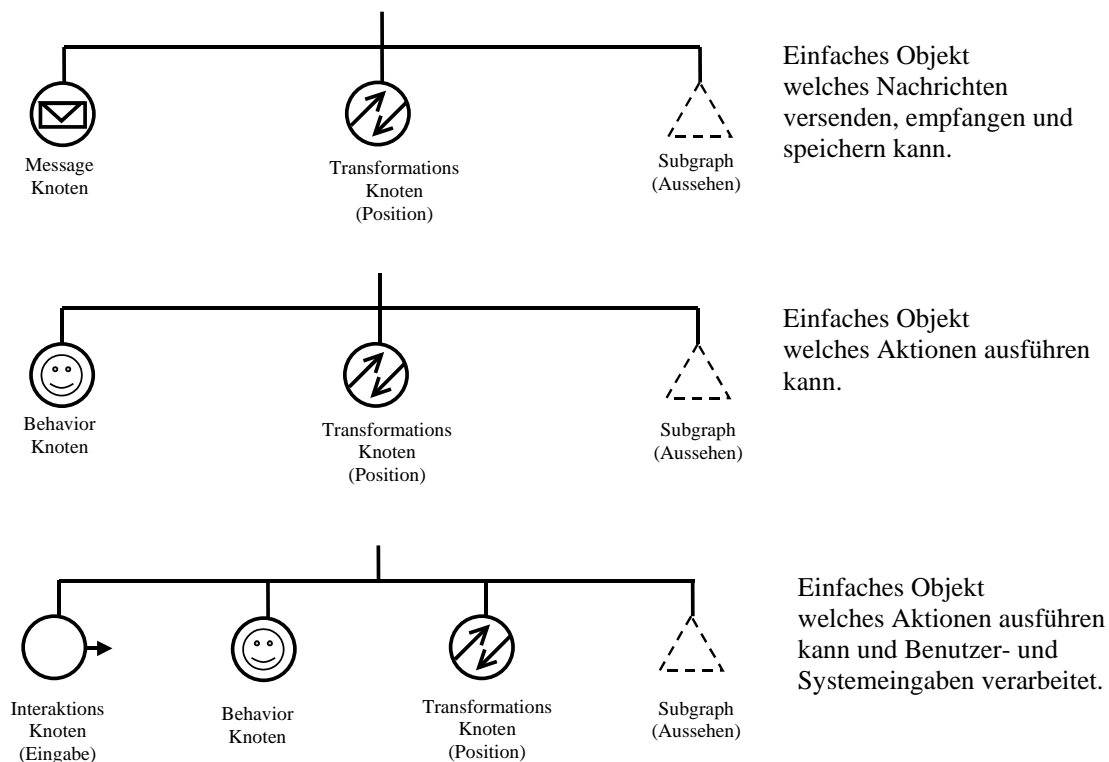 Message
Knoten
Transformations
Knoten
(Position)
Subgraph
(Aussehen)
Einfaches Objekt
welches Nachrichten
versenden, empfangen und
speichern kann.
Behavior
Knoten
Transformations
Knoten
(Position)
Subgraph
(Aussehen)
Einfaches Objekt
welches Aktionen ausführen
kann.
Interaktions
Knoten
(Eingabe)
Behavior
Knoten
Transformations
Knoten
(Position)
Subgraph
(Aussehen)
Einfaches Objekt
welches Aktionen ausführen
kann und Benutzer- und
Systemeingaben verarbeitet.